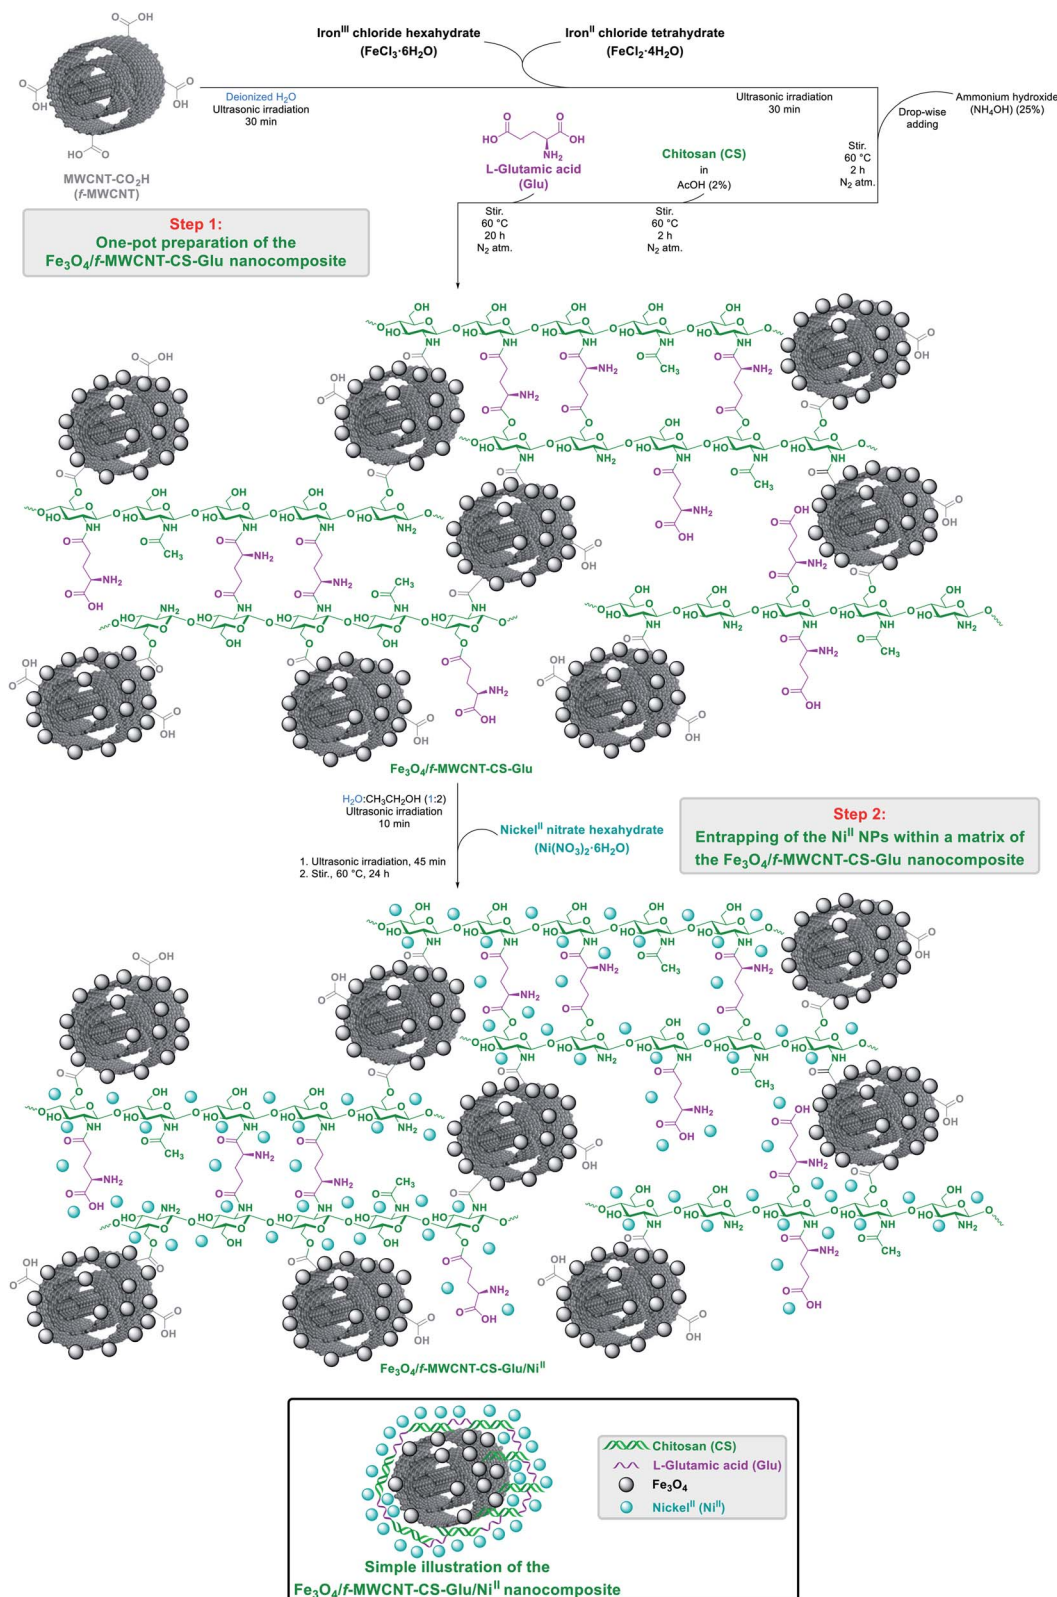 Iron^III chloride hexahydrate
(FeCl₃·6H₂O)
Iron^II chloride tetrahydrate
(FeCl₂·4H₂O)
O
OH
O
OH
O
OH
HO
O
MWCNT-CO₂H
(f-MWCNT)
Deionized H₂O
Ultrasonic irradiation
30 min
Ultrasonic irradiation
30 min
Ammonium hydroxide
(NH₄OH) (25%)
Drop-wise
adding
Stir.
60 °C
2 h
N₂ atm.
O
O
OH
OH
NH₂
L-Glutamic acid
(Glu)
Chitosan (CS)
in
AcOH (2%)
Stir.
60 °C
20 h
N₂ atm.
Stir.
60 °C
2 h
N₂ atm.
Step 1:
One-pot preparation of the
Fe₃O₄/f-MWCNT-CS-Glu nanocomposite
Fe₃O₄/f-MWCNT-CS-Glu
H₂O:CH₃CH₂OH (1:2)
Ultrasonic irradiation
10 min
Nickel^II nitrate hexahydrate
(Ni(NO₃)₂·6H₂O)
1. Ultrasonic irradiation, 45 min
2. Stir., 60 °C, 24 h
Step 2:
Entrapping of the Ni^II NPs within a matrix of
the Fe₃O₄/f-MWCNT-CS-Glu nanocomposite
Fe₃O₄/f-MWCNT-CS-Glu/Ni^II
Chitosan (CS)
L-Glutamic acid (Glu)
Fe₃O₄
Nickel^II (Ni^II)
Simple illustration of the
Fe₃O₄/f-MWCNT-CS-Glu/Ni^II nanocomposite